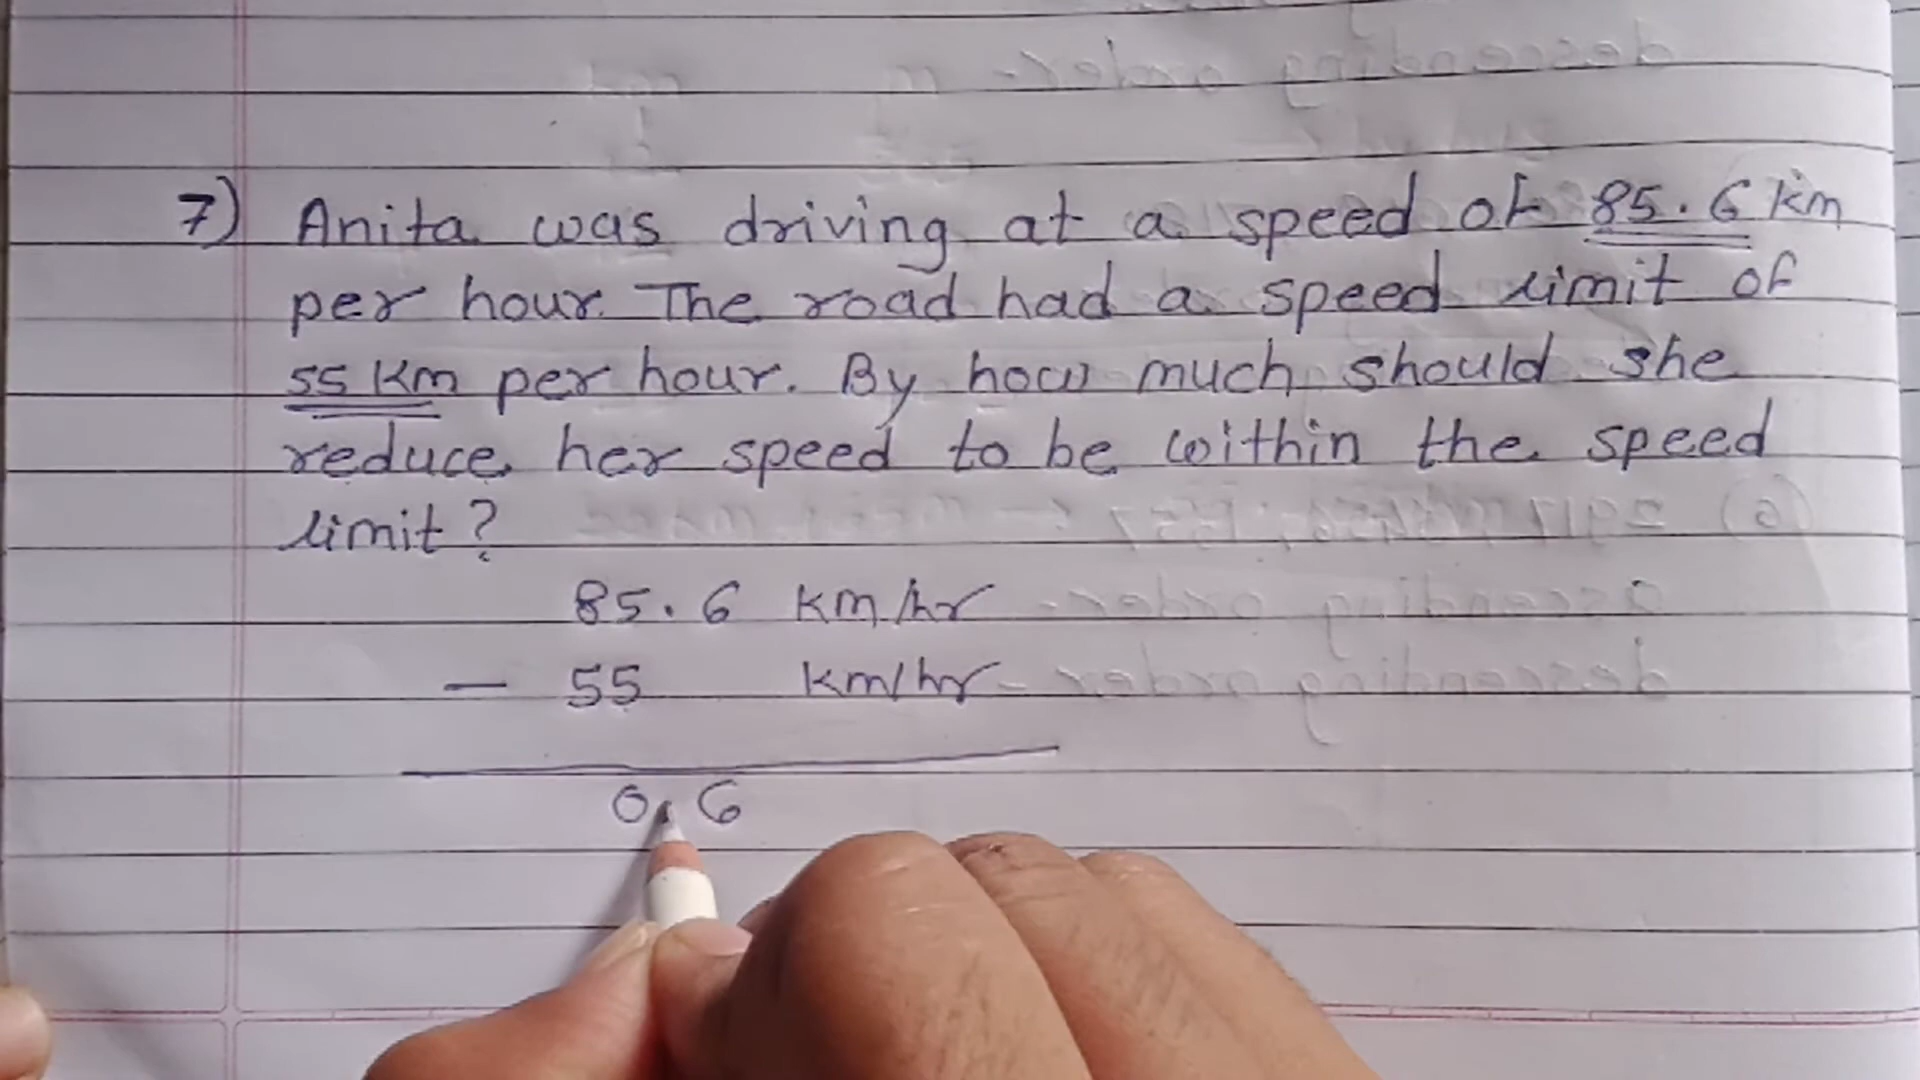 7) Anita was driving at a speed of 85.6 km
per hour. The road had a speed limit of
55 km per hour. By how much should she
reduce her speed to be within the speed
limit?
85.6 km/hr
- 55 km/hr
0.6